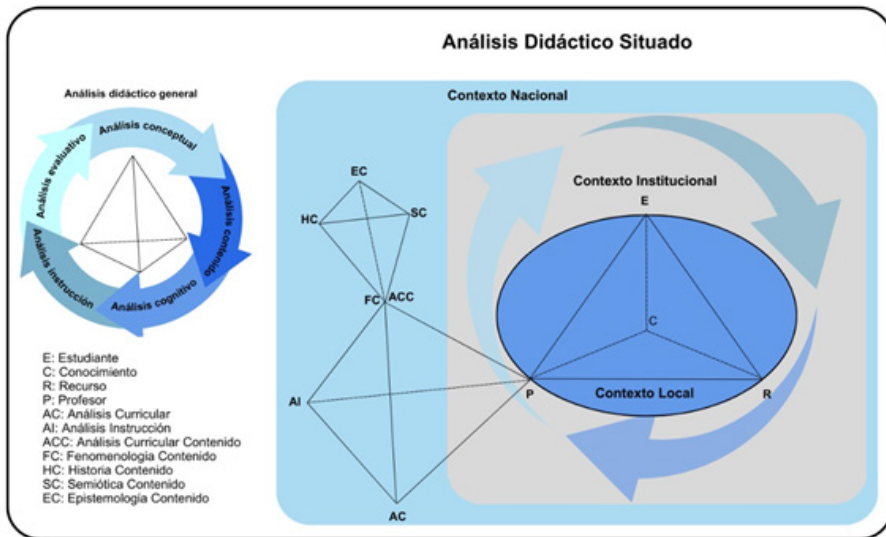 Análisis Didáctico Situado
Análisis didáctico general
Análisis conceptual
Análisis contenido
Análisis cognitivo
Análisis instrucción
Análisis evaluativo
E: Estudiante
C: Conocimiento
R: Recurso
P: Profesor
AC: Análisis Curricular
AI: Análisis Instrucción
ACC: Análisis Curricular Contenido
FC: Fenomenología Contenido
HC: Historia Contenido
SC: Semiótica Contenido
EC: Epistemología Contenido
Contexto Nacional
EC
HC
SC
FC
ACC
AI
AC
Contexto Institucional
E
C
P
Contexto Local
R